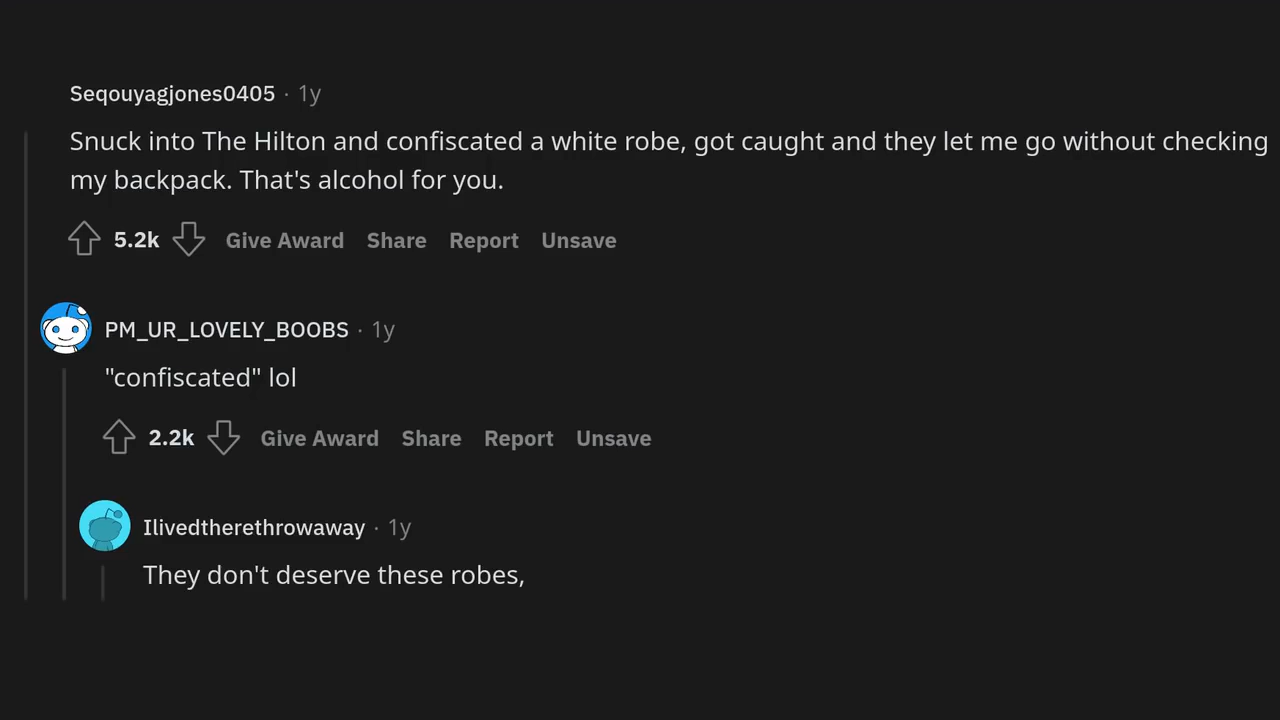 Seqouyagjones0405 · 1y
Snuck into The Hilton and confiscated a white robe, got caught and they let me go without checking
my backpack. That's alcohol for you.
5.2k Give Award Share Report Unsave
PM_UR_LOVELY_BOOBS · 1y
"confiscated" lol
2.2k Give Award Share Report Unsave
Ilivedtherethrowaway · 1y
They don't deserve these robes,